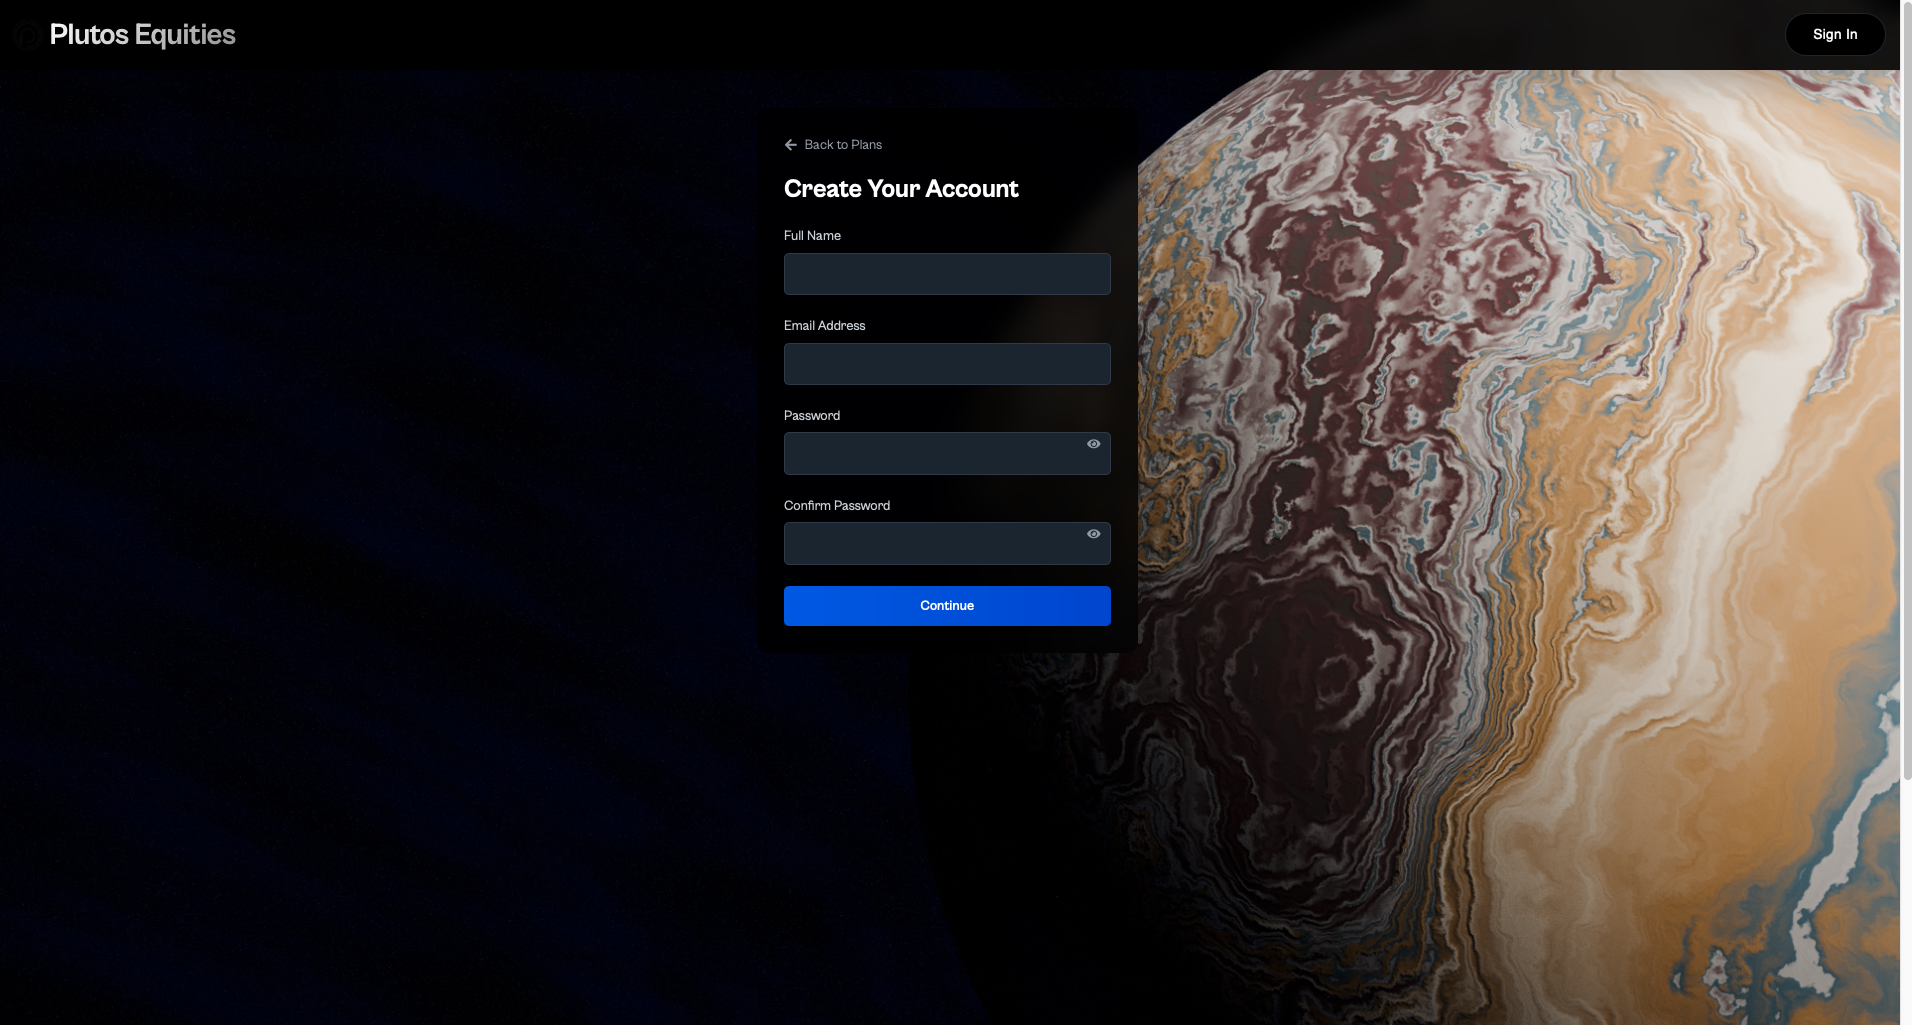 Plutos Equities
Sign In
Back to Plans
Create Your Account
Full Name
Email Address
Password
Confirm Password
Continue